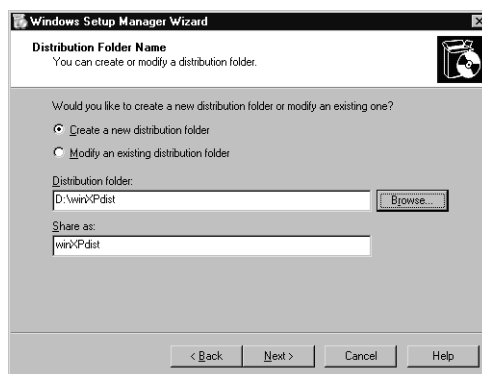 Windows Setup Manager Wizard
Distribution Folder Name
You can create or modify a distribution folder.
Would you like to create a new distribution folder or modify an existing one?
Create a new distribution folder
Modify an existing distribution folder
Distribution folder:
D:\winXPdist
Browse...
Share as:
winXPdist
< Back Next > Cancel Help